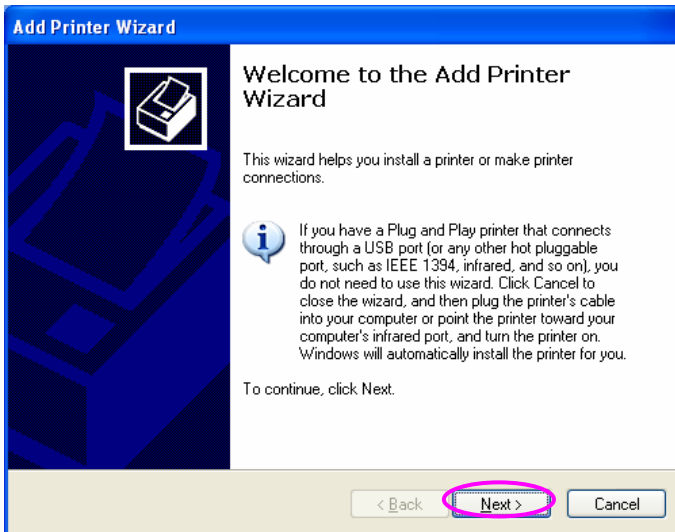 Add Printer Wizard
Welcome to the Add Printer
Wizard
This wizard helps you install a printer or make printer
connections.
If you have a Plug and Play printer that connects
through a USB port (or any other hot pluggable
port, such as IEEE 1394, infrared, and so on), you
do not need to use this wizard. Click Cancel to
close the wizard, and then plug the printer's cable
into your computer or point the printer toward your
computer's infrared port, and turn the printer on.
Windows will automatically install the printer for you.
To continue, click Next.
< Back Next > Cancel